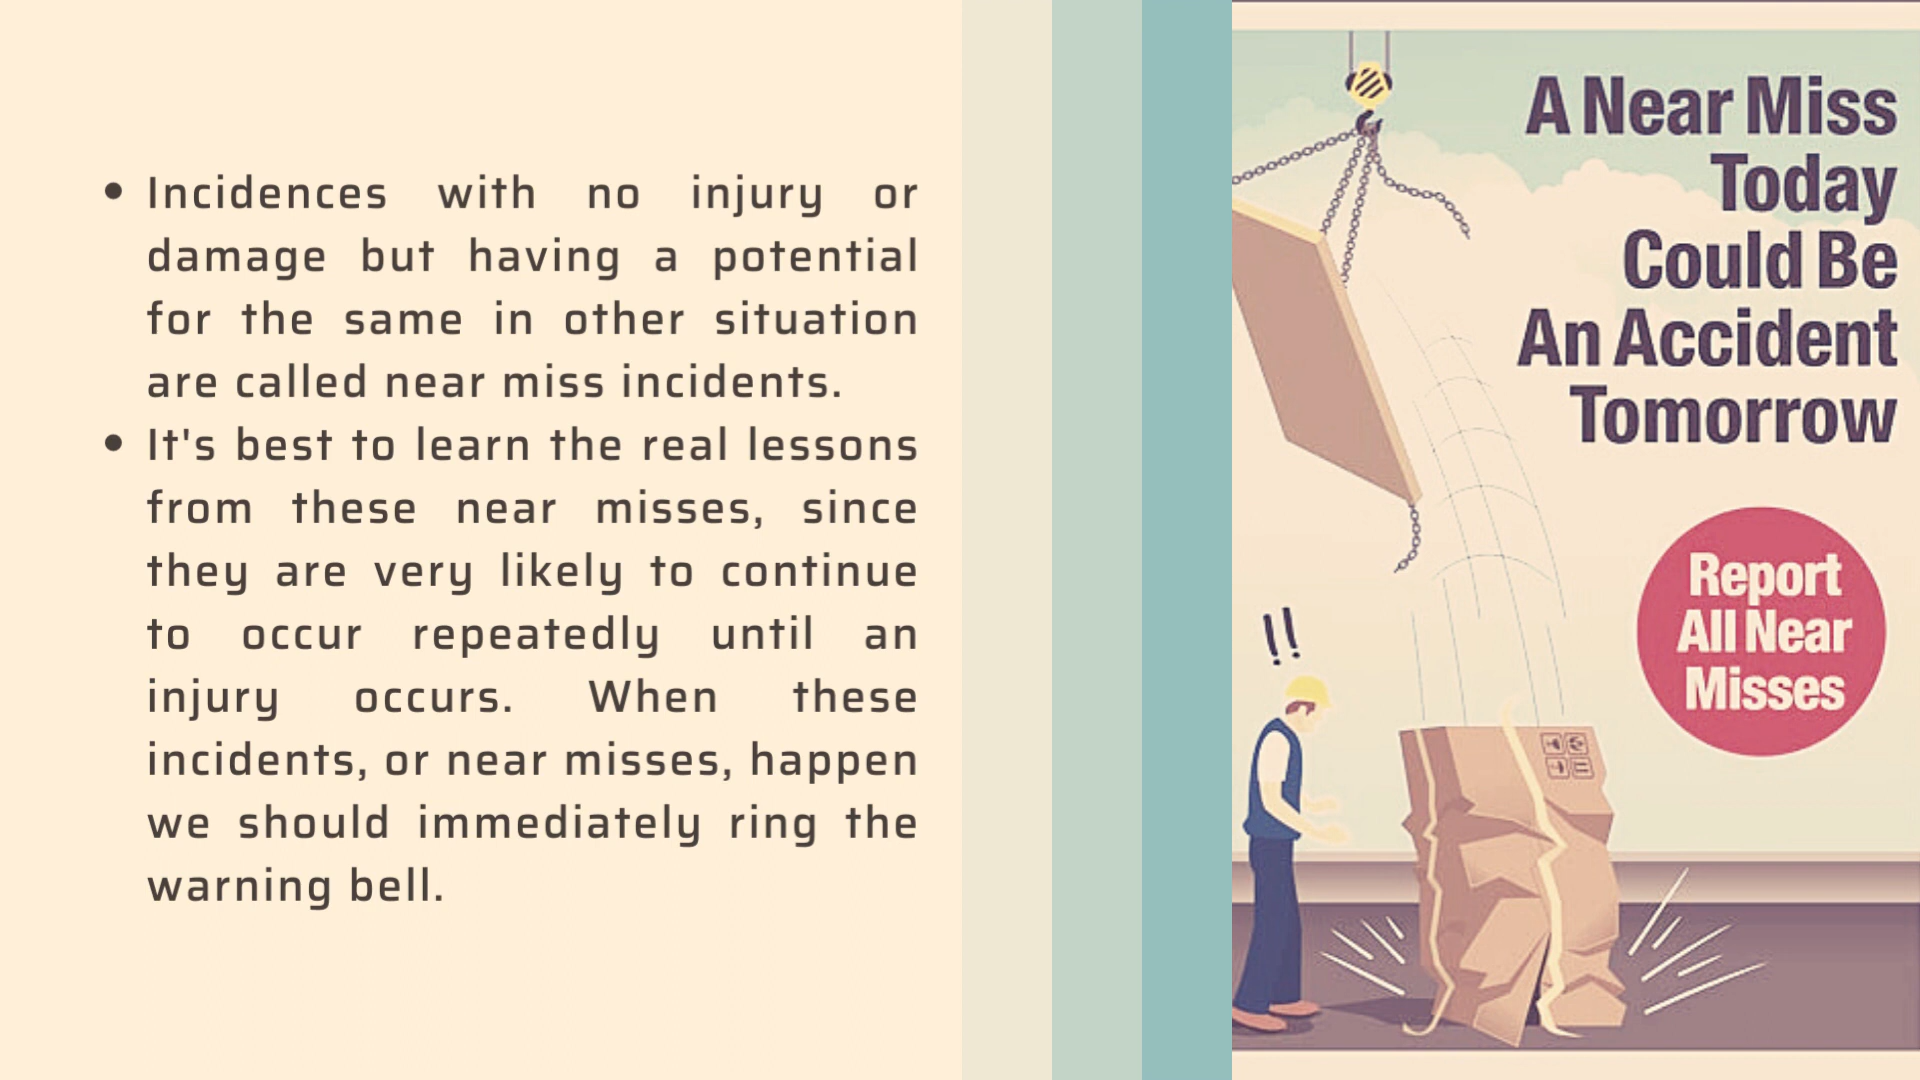 • Incidences with no injury or
damage but having a potential
for the same in other situation
are called near miss incidents.
• It's best to learn the real lessons
from these near misses, since
they are very likely to continue
to occur repeatedly until an
injury occurs. When these
incidents, or near misses, happen
we should immediately ring the
warning bell.
A Near Miss
Today
Could Be
An Accident
Tomorrow
Report
All Near
Misses
!!